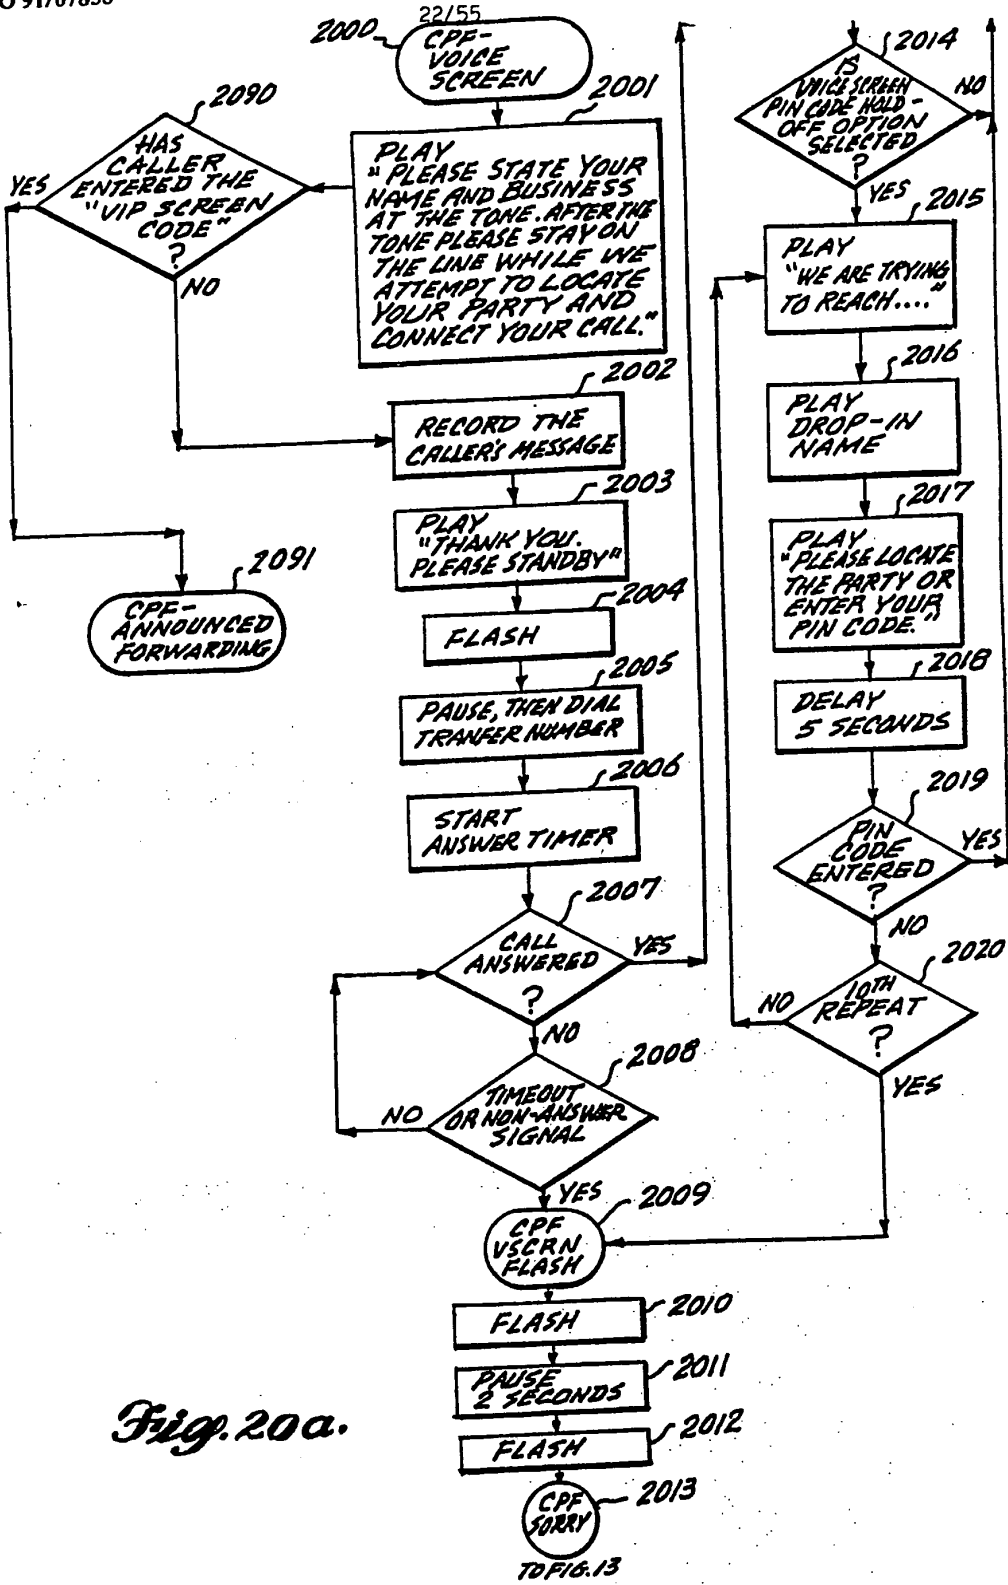 22/55
2000
CPF-
VOICE
SCREEN
2001
PLAY
"PLEASE STATE YOUR
NAME AND BUSINESS
AT THE TONE. AFTER THE
TONE PLEASE STAY ON
THE LINE WHILE WE
ATTEMPT TO LOCATE
YOUR PARTY AND
CONNECT YOUR CALL."
2090
HAS
CALLER
ENTERED THE
"VIP SCREEN
CODE"
?
YES
NO
2091
CPF-
ANNOUNCED
FORWARDING
2002
RECORD THE
CALLER'S MESSAGE
2003
PLAY
"THANK YOU.
PLEASE STANDBY"
2004
FLASH
2005
PAUSE, THEN DIAL
TRANFER NUMBER
2006
START
ANSWER TIMER
2007
CALL
ANSWERED
?
YES
NO
2008
TIMEOUT
OR NON-ANSWER
SIGNAL
NO
YES
2009
CPF
VSCRN
FLASH
2010
FLASH
2011
PAUSE
2 SECONDS
2012
FLASH
2013
CPF
SORRY
TO FIG. 13
2014
IS
VOICE SCREEN
PIN CODE HOLD-
OFF OPTION
SELECTED
?
NO
YES
2015
PLAY
"WE ARE TRYING
TO REACH...."
2016
PLAY
DROP-IN
NAME
2017
PLAY
"PLEASE LOCATE
THE PARTY OR
ENTER YOUR
PIN CODE."
2018
DELAY
5 SECONDS
2019
PIN
CODE
ENTERED
?
YES
NO
2020
10TH
REPEAT
?
NO
YES
Fig. 20a.